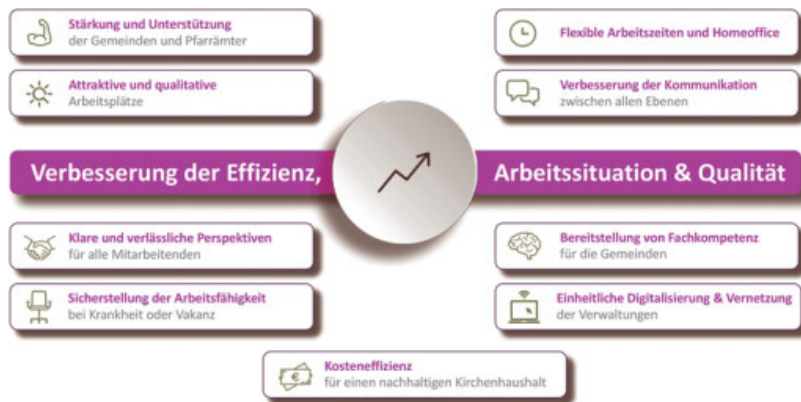 Stärkung und Unterstützung
der Gemeinden und Pfarrämter
Attraktive und qualitative
Arbeitsplätze
Flexible Arbeitszeiten und Homeoffice
Verbesserung der Kommunikation
zwischen allen Ebenen
Verbesserung der Effizienz,
Arbeitssituation & Qualität
Klare und verlässliche Perspektiven
für alle Mitarbeitenden
Sicherstellung der Arbeitsfähigkeit
bei Krankheit oder Vakanz
Bereitstellung von Fachkompetenz
für die Gemeinden
Einheitliche Digitalisierung & Vernetzung
der Verwaltungen
Kosteneffizienz
für einen nachhaltigen Kirchenhaushalt